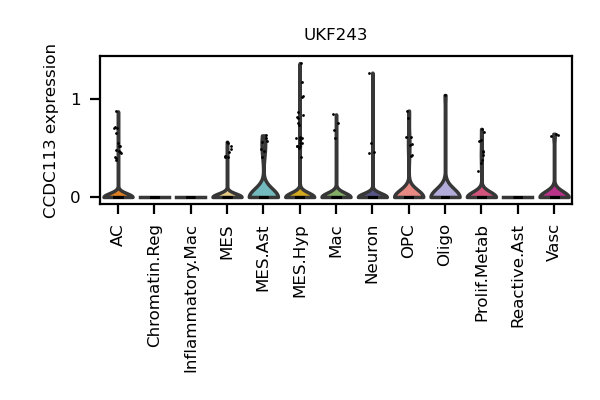 UKF243
CCDC113 expression
1
0
AC
Chromatin.Reg
Inflammatory.Mac
MES
MES.Ast
MES.Hyp
Mac
Neuron
OPC
Oligo
Prolif.Metab
Reactive.Ast
Vasc